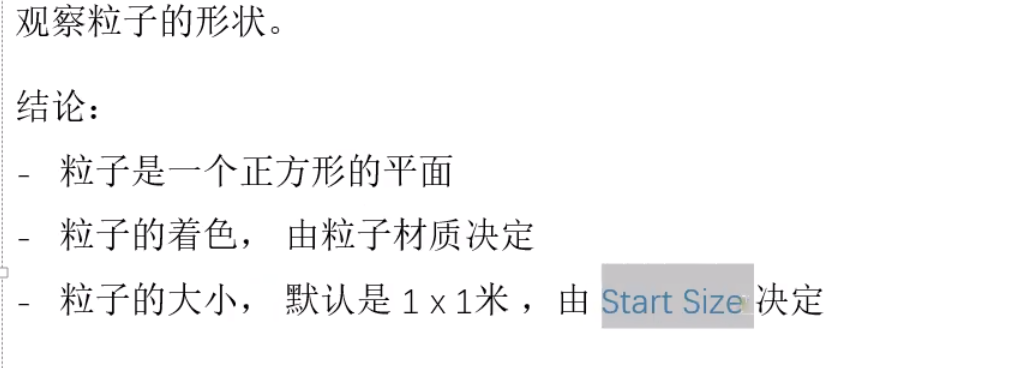 观察粒子的形状。
结论：
- 粒子是一个正方形的平面
- 粒子的着色， 由粒子材质决定
- 粒子的大小， 默认是 1 x 1米 ，由 Start Size 决定